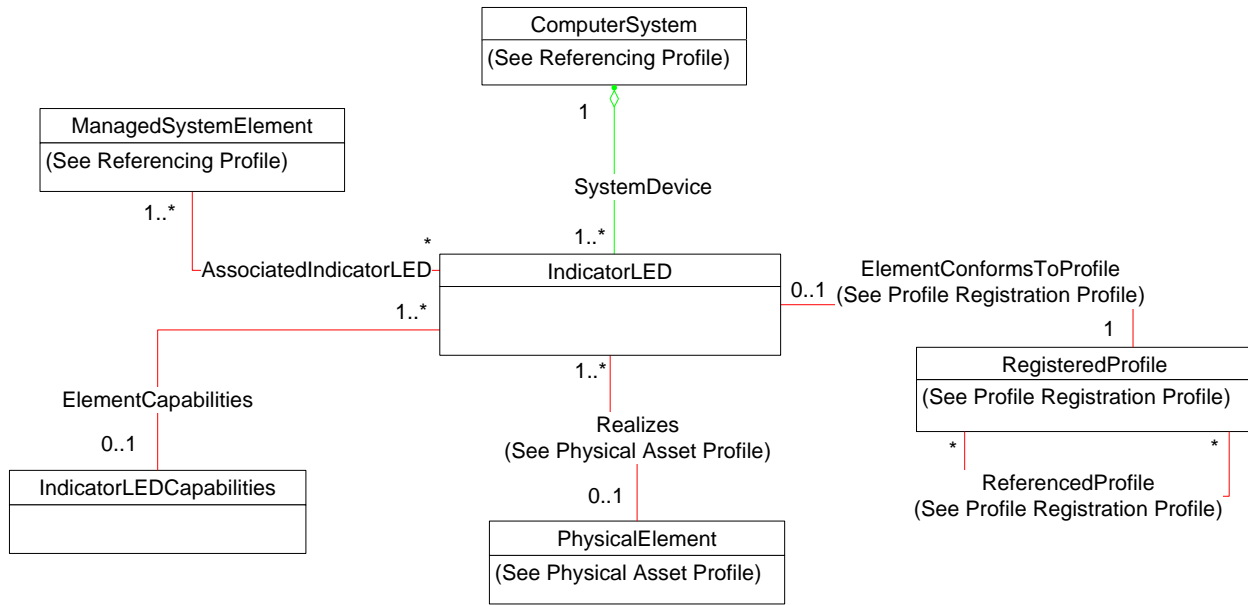 ComputerSystem
(See Referencing Profile)
1
ManagedSystemElement
(See Referencing Profile)
1..*
SystemDevice
1..*
*
AssociatedIndicatorLED
IndicatorLED
ElementConformsToProfile
0..1
(See Profile Registration Profile)
1..*
1
RegisteredProfile
(See Profile Registration Profile)
1..*
ElementCapabilities
Realizes
(See Physical Asset Profile)
*
*
0..1
ReferencedProfile
(See Profile Registration Profile)
IndicatorLEDCapabilities
0..1
PhysicalElement
(See Physical Asset Profile)